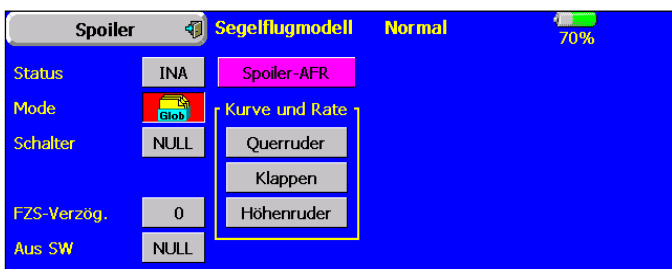 Spoiler Segelflugmodell Normal 70%
Status INA Spoiler-AFR
Mode Glob Kurve und Rate
Schalter NULL Querruder
Klappen
FZS-Verzög. 0 Höhenruder
Aus SW NULL